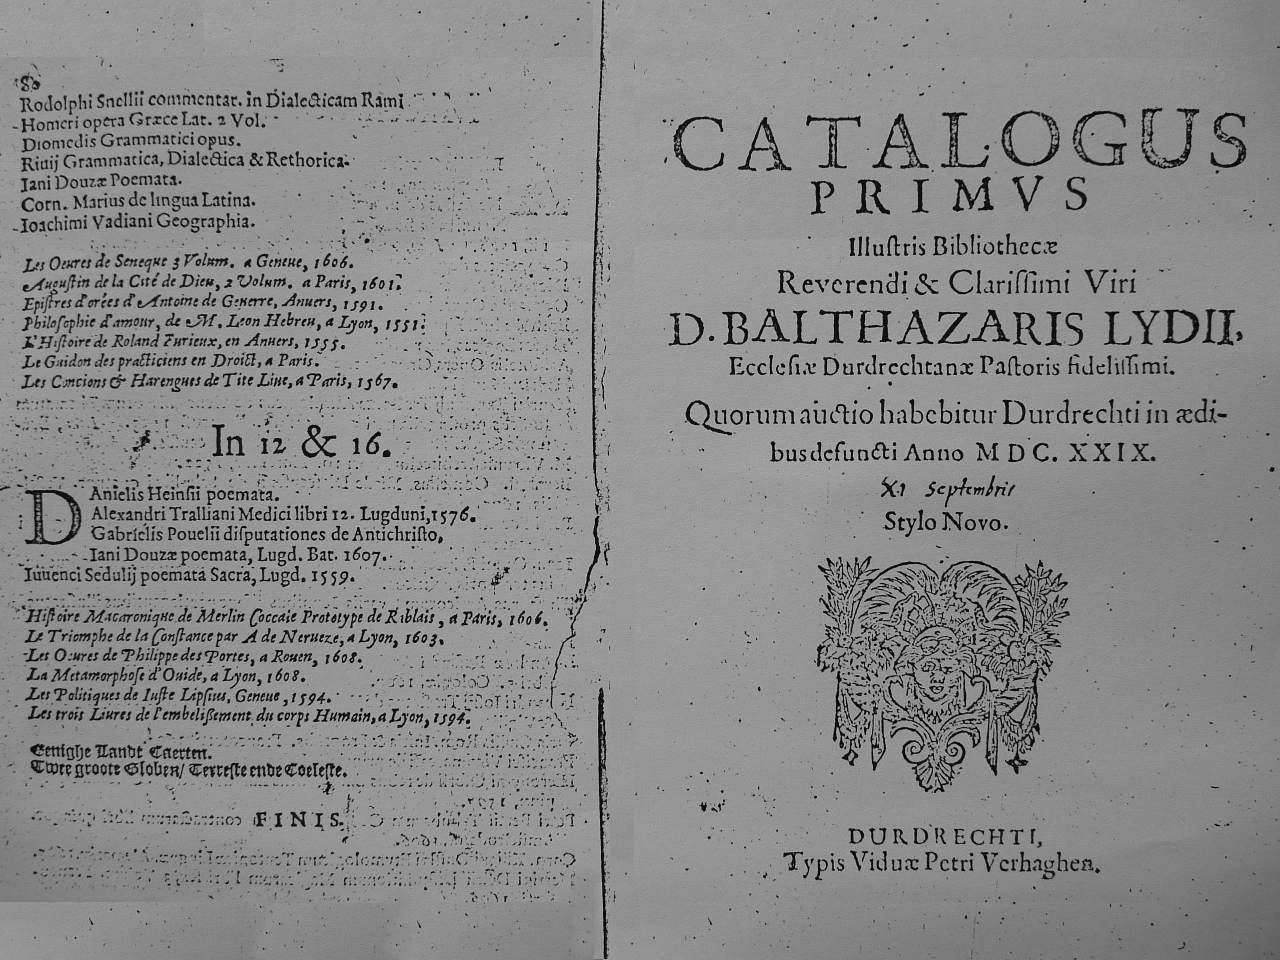 80
Rodolphi Snellii commentar. in Dialecticam Rami
Homeri opera Græce Lat. 2 Vol.
Diomedis Grammatici opus.
Riuij Grammatica, Dialectica & Rethorica.
Iani Douzæ Poemata.
Corn. Marius de lingua Latina.
Ioachimi Vadiani Geographia.
Les Oeures de Seneque 3 Volum. a Geneue, 1606.
Augustin de la Cité de Dieu, 2 Volum. a Paris, 1601.
Epistres d'orées d'Antoine de Geuerre, Anuers, 1591.
Philosophie d'amour, de M. Leon Hebreu, a Lyon, 1551.
L'Histoire de Roland Furieux, en Anuers, 1555.
Le Guidon des practiciens en Droict, a Paris.
Les Concions & Harengues de Tite Liue, a Paris, 1567.
In 12 & 16.
DAnielis Heinsii poemata.
Alexandri Tralliani Medici libri 12. Lugduni, 1576.
Gabrielis Pouelii disputationes de Antichristo,
Iani Douzæ poemata, Lugd. Bat. 1607.
Iuuenci Sedulij poemata Sacra, Lugd. 1559.
Histoire Macaronique de Merlin Coccaie Prototype de Riblais, a Paris, 1606.
Le Triomphe de la Constance par A de Nerueze, a Lyon, 1603.
Les Oeures de Philippe des Portes, a Rouen, 1608.
La Metamorphose d'Ouide, a Lyon, 1608.
Les Politiques de Iuste Lipsius, Geneue, 1594.
Les trois Liures de l'embelißement du corps Humain, a Lyon, 1594.
Eenighe Landt Caerten.
Twee groote Globen/ Terreste ende Coeleste.
FINIS.
CATALOGUS
PRIMVS
Illustris Bibliothecæ
Reverendi & Clarissimi Viri
D. BALTHAZARIS LYDII,
Ecclesiæ Durdrechtanæ Pastoris fidelissimi.
Quorum auctio habebitur Durdrechti in ædi-
bus defuncti Anno M DC. XXIX.
XI Septembris
Stylo Novo.
DURDRECHTI,
Typis Viduæ Petri Verhaghen.